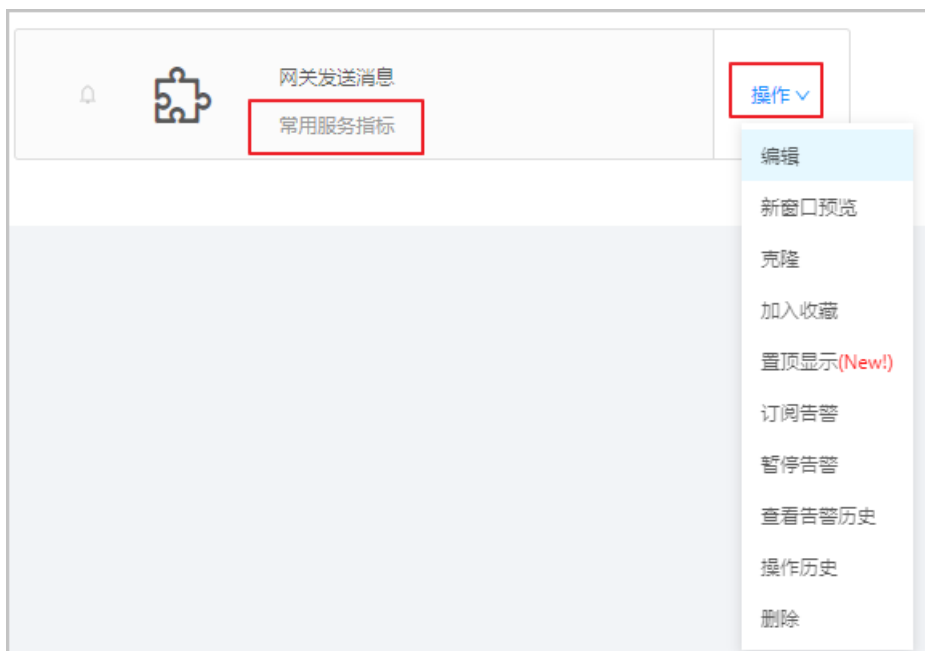 网关发送消息
常用服务指标
操作
编辑
新窗口预览
克隆
加入收藏
置顶显示(New!)
订阅告警
暂停告警
查看告警历史
操作历史
删除